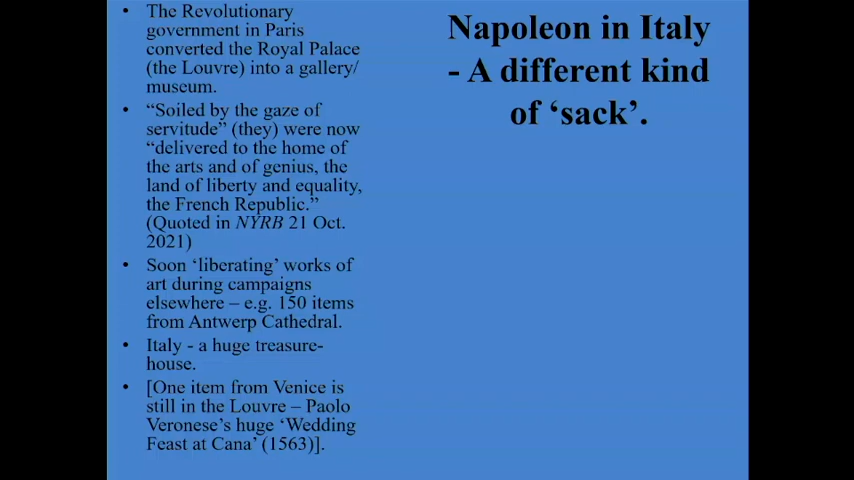 Napoleon in Italy
- A different kind
of ‘sack’.
• The Revolutionary
government in Paris
converted the Royal Palace
(the Louvre) into a gallery/
museum.
• “Soiled by the gaze of
servitude” (they) were now
“delivered to the home of
the arts and of genius, the
land of liberty and equality,
the French Republic.”
(Quoted in NYRB 21 Oct.
2021)
• Soon ‘liberating’ works of
art during campaigns
elsewhere – e.g. 150 items
from Antwerp Cathedral.
• Italy - a huge treasure-
house.
• [One item from Venice is
still in the Louvre – Paolo
Veronese’s huge ‘Wedding
Feast at Cana’ (1563)].